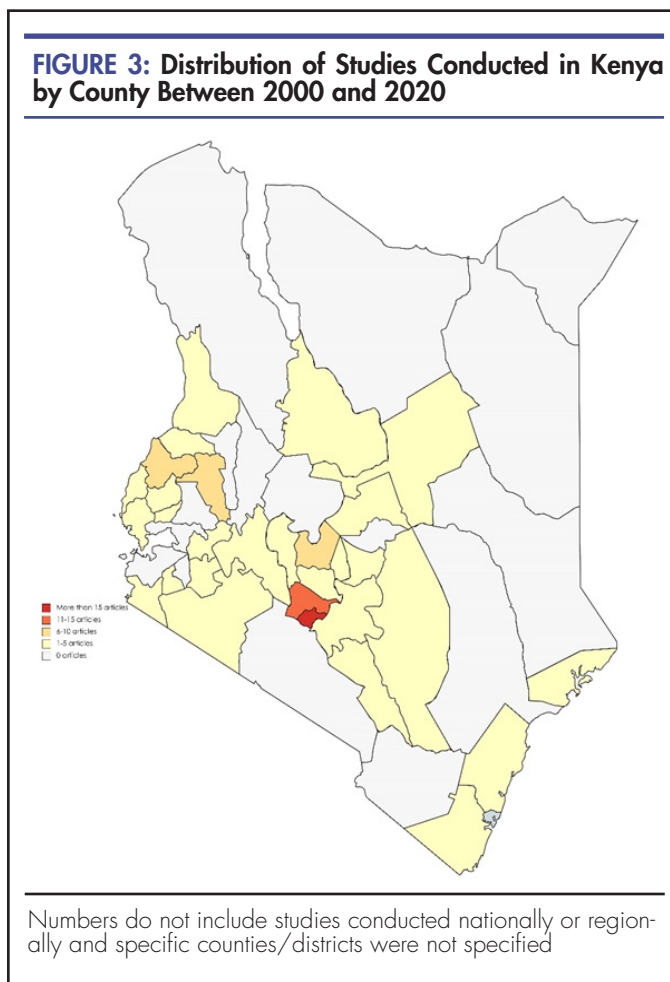 FIGURE 3: Distribution of Studies Conducted in Kenya
by County Between 2000 and 2020
More than 15 articles
11-15 articles
6-10 articles
1-5 articles
0 articles
Numbers do not include studies conducted nationally or region-
ally and specific counties/districts were not specified